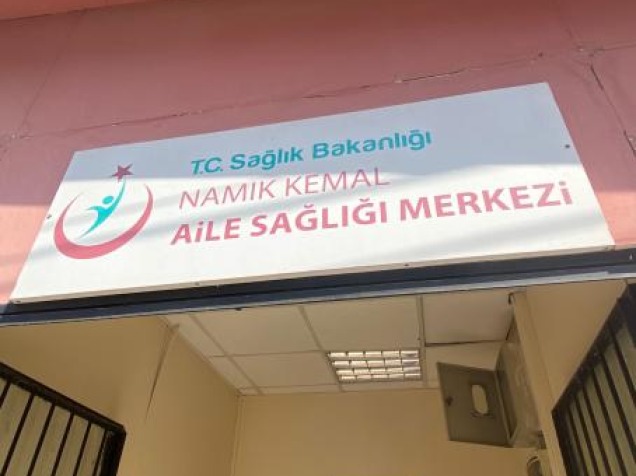 T.C. Sağlık Bakanlığı
NAMIK KEMAL
AiLE SAĞLIĞI MERKEZi